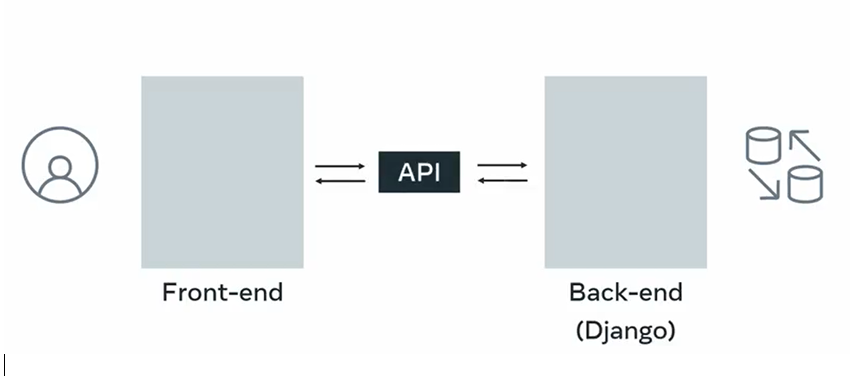 API
Front-end
Back-end
(Django)